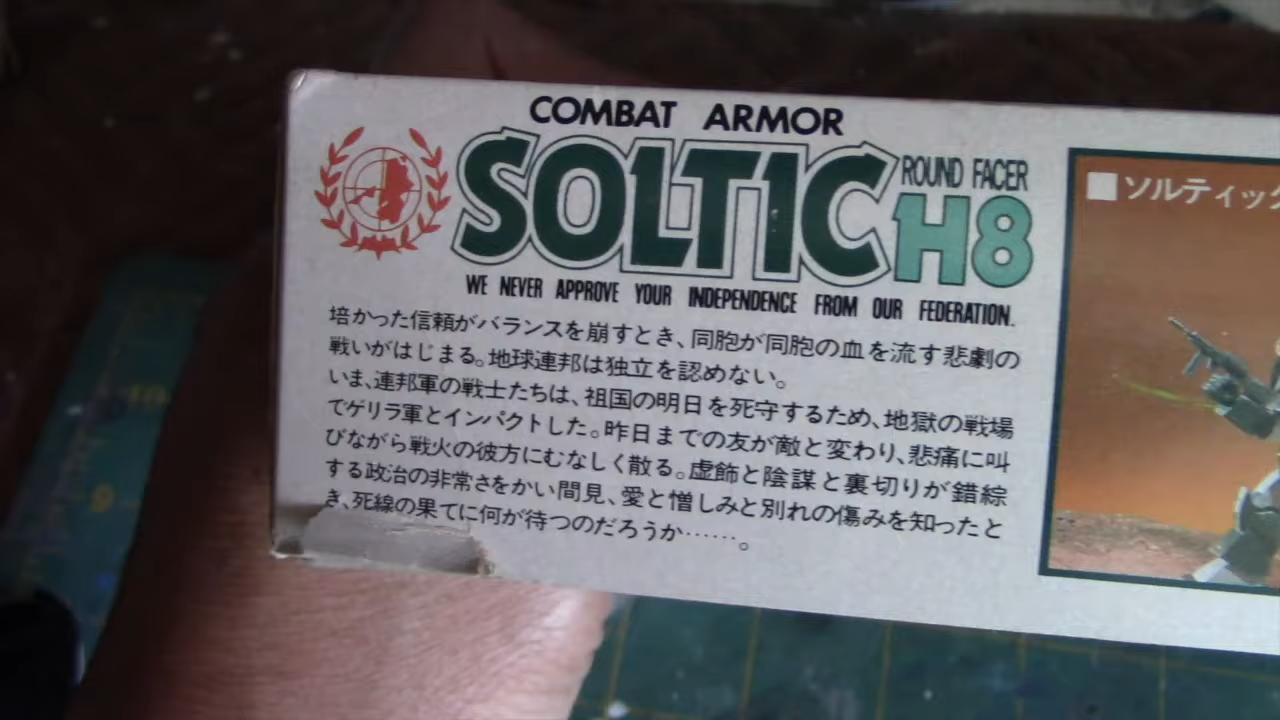 COMBAT ARMOR
SOLTIC
ROUND FACER
H8
WE NEVER APPROVE YOUR INDEPENDENCE FROM OUR FEDERATION.
培かった信頼がバランスを崩すとき、同胞が同胞の血を流す悲劇の
戦いがはじまる。地球連邦は独立を認めない。
いま、連邦軍の戦士たちは、祖国の明日を死守するため、地獄の戦場
でゲリラ軍とインパクトした。昨日までの友が敵と変わり、悲痛に叫
びながら戦火の彼方にむなしく散る。虚飾と陰謀と裏切りが錯綜
する政治の非常さをかい間見、愛と憎しみと別れの傷みを知ったと
き、死線の果てに何が待つのだろうか……。
■ソルティック
10
9